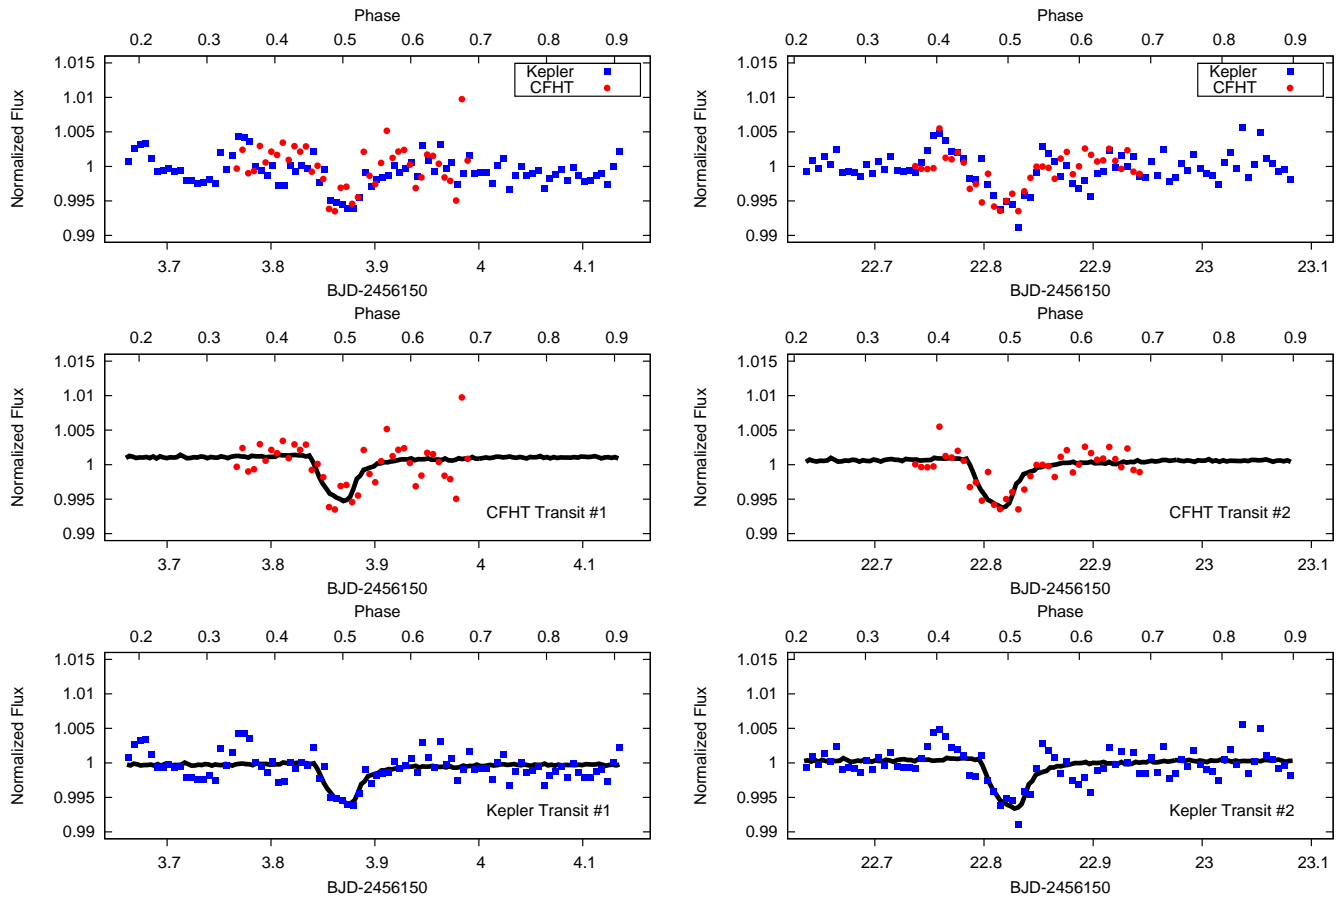 Phase
0.2 0.3 0.4 0.5 0.6 0.7 0.8 0.9
Normalized Flux
1.015
1.01
1.005
1
0.995
0.99
Kepler
CFHT
3.7 3.8 3.9 4 4.1
BJD-2456150
Phase
0.2 0.3 0.4 0.5 0.6 0.7 0.8 0.9
Normalized Flux
1.015
1.01
1.005
1
0.995
0.99
Kepler
CFHT
22.7 22.8 22.9 23 23.1
BJD-2456150
Phase
0.2 0.3 0.4 0.5 0.6 0.7 0.8 0.9
Normalized Flux
1.015
1.01
1.005
1
0.995
0.99
CFHT Transit #1
3.7 3.8 3.9 4 4.1
BJD-2456150
Phase
0.2 0.3 0.4 0.5 0.6 0.7 0.8 0.9
Normalized Flux
1.015
1.01
1.005
1
0.995
0.99
CFHT Transit #2
22.7 22.8 22.9 23 23.1
BJD-2456150
Phase
0.2 0.3 0.4 0.5 0.6 0.7 0.8 0.9
Normalized Flux
1.015
1.01
1.005
1
0.995
0.99
Kepler Transit #1
3.7 3.8 3.9 4 4.1
BJD-2456150
Phase
0.2 0.3 0.4 0.5 0.6 0.7 0.8 0.9
Normalized Flux
1.015
1.01
1.005
1
0.995
0.99
Kepler Transit #2
22.7 22.8 22.9 23 23.1
BJD-2456150